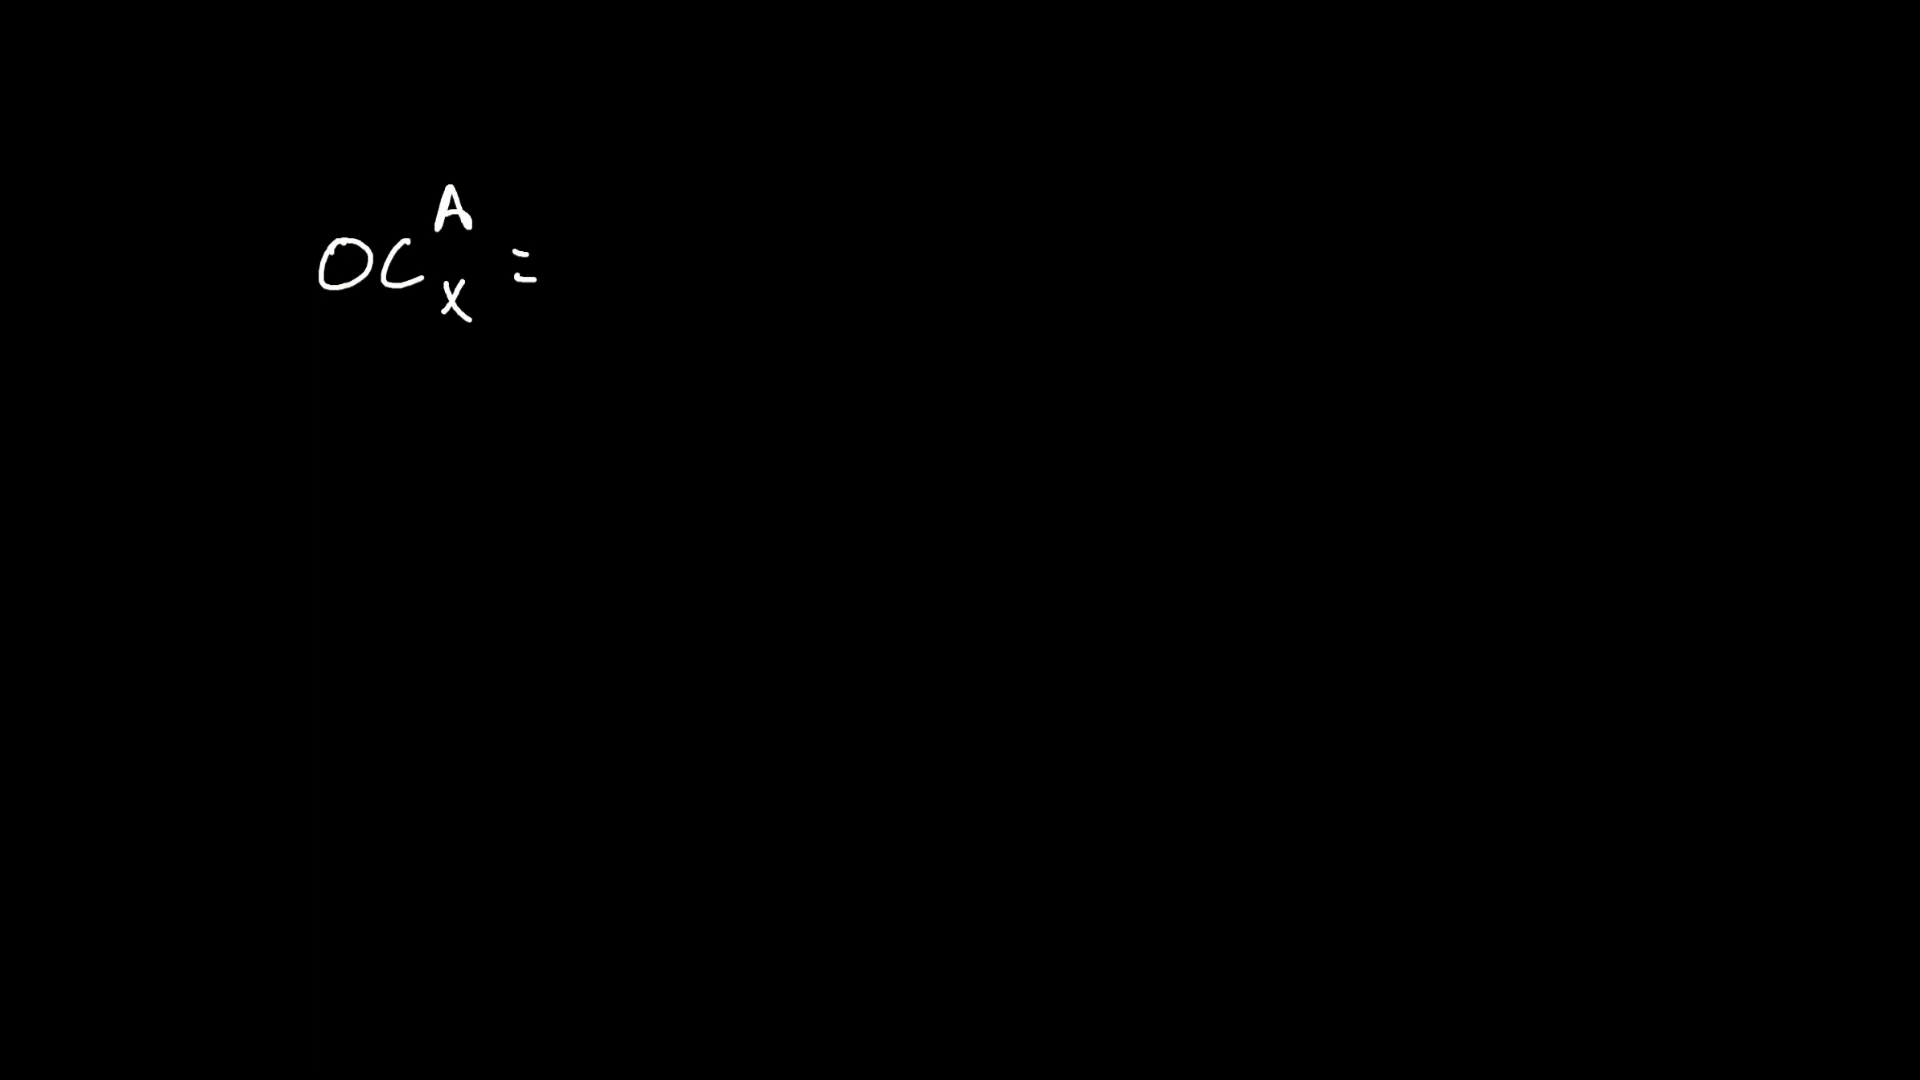 OC^A_X =